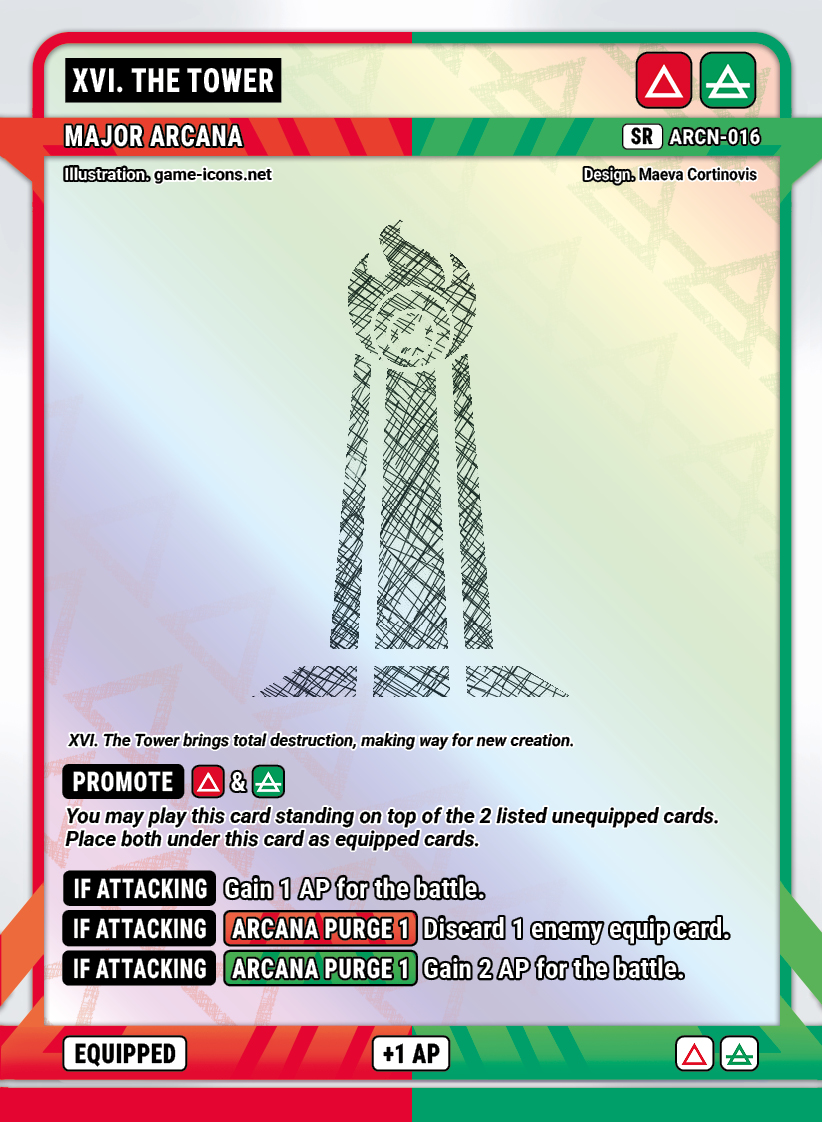 XVI. THE TOWER
MAJOR ARCANA
SR ARCN-016
Illustration. game-icons.net
Design. Maeva Cortinovis
XVI. The Tower brings total destruction, making way for new creation.
PROMOTE &
You may play this card standing on top of the 2 listed unequipped cards.
Place both under this card as equipped cards.
IF ATTACKING Gain 1 AP for the battle.
IF ATTACKING ARCANA PURGE 1 Discard 1 enemy equip card.
IF ATTACKING ARCANA PURGE 1 Gain 2 AP for the battle.
EQUIPPED
+1 AP